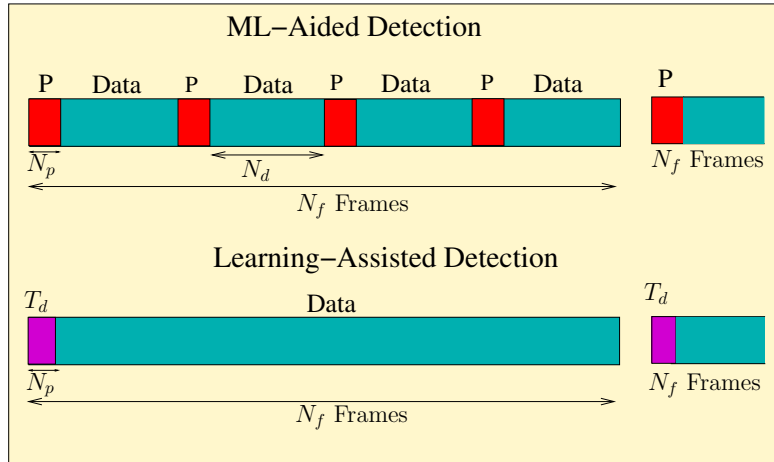 ML−Aided Detection
P Data P Data P Data P Data P
N_p N_d N_f Frames
N_f Frames
Learning−Assisted Detection
T_d Data T_d
N_p N_f Frames
N_f Frames